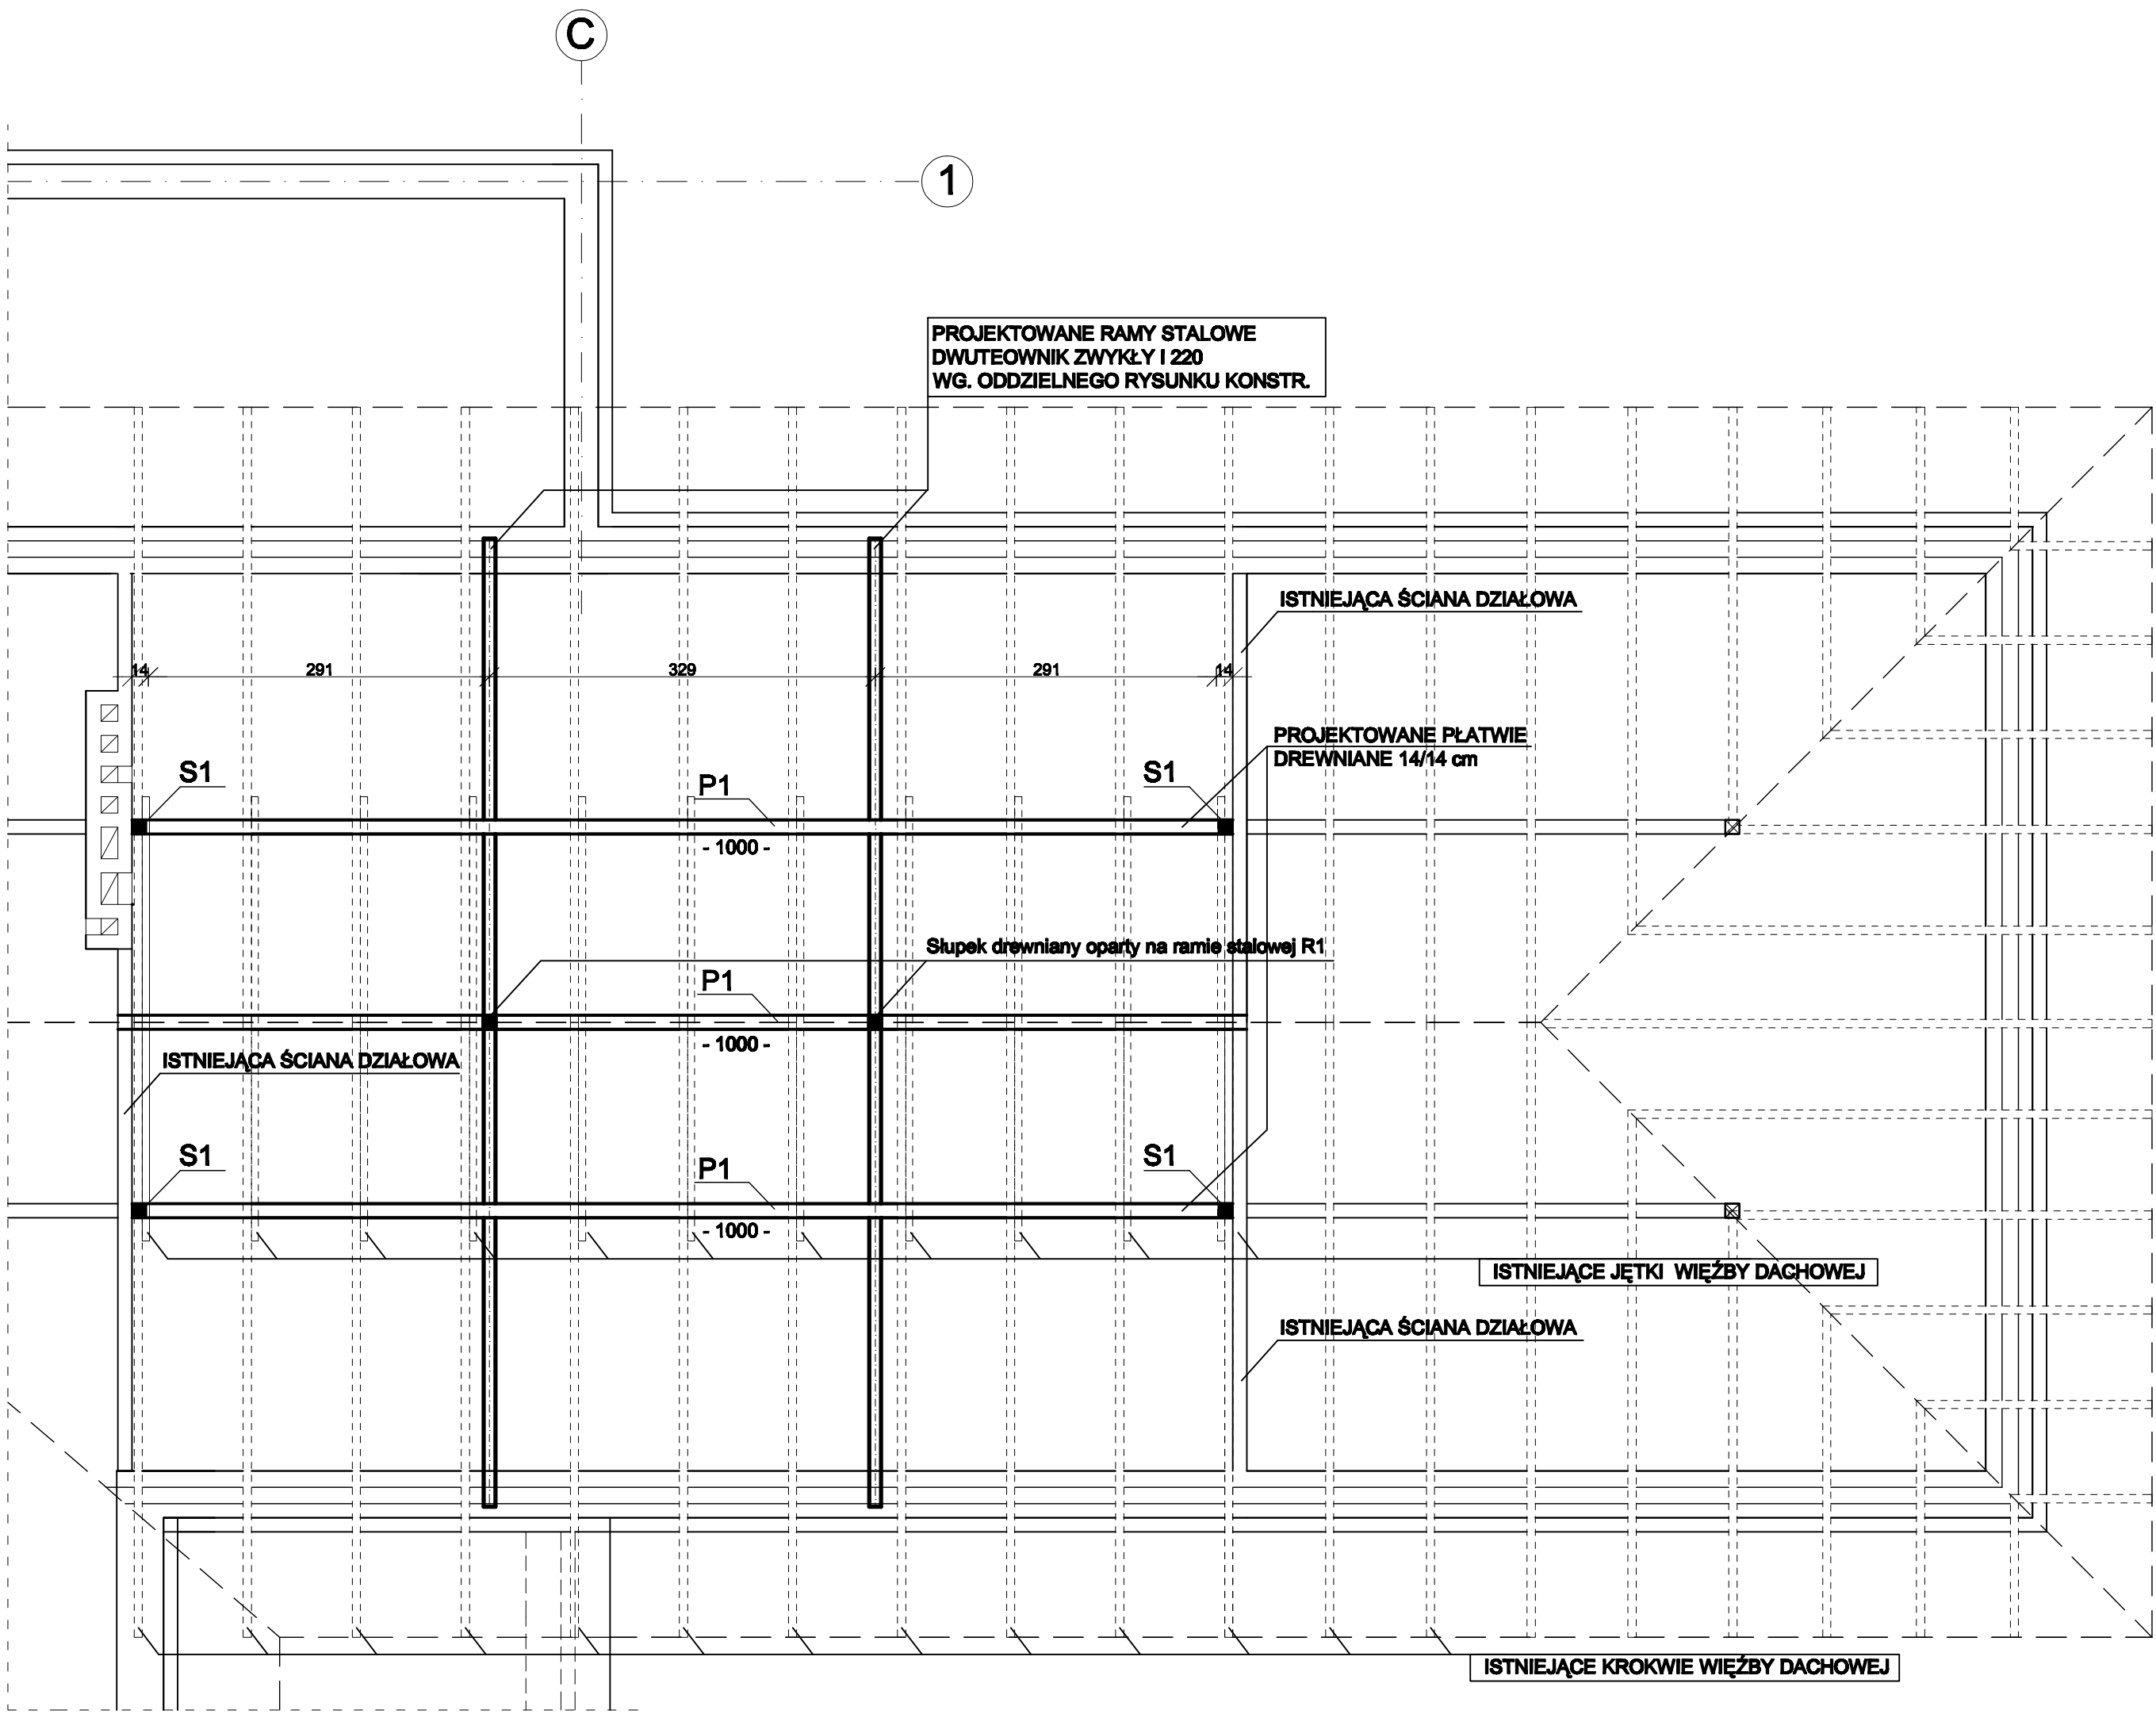 C
1
PROJEKTOWANE RAMY STALOWE
DWUTEOWNIK ZWYKŁY I 220
WG. ODDZIELNEGO RYSUNKU KONSTR.
ISTNIEJĄCA ŚCIANA DZIAŁOWA
14
291
329
291
14
PROJEKTOWANE PŁATWIE
DREWNIANE 14/14 cm
S1
P1
S1
- 1000 -
Słupek drewniany oparty na ramie stalowej R1
P1
- 1000 -
ISTNIEJĄCA ŚCIANA DZIAŁOWA
S1
P1
S1
- 1000 -
ISTNIEJĄCE JĘTKI WIĘŹBY DACHOWEJ
ISTNIEJĄCA ŚCIANA DZIAŁOWA
ISTNIEJĄCE KROKWIE WIĘŹBY DACHOWEJ